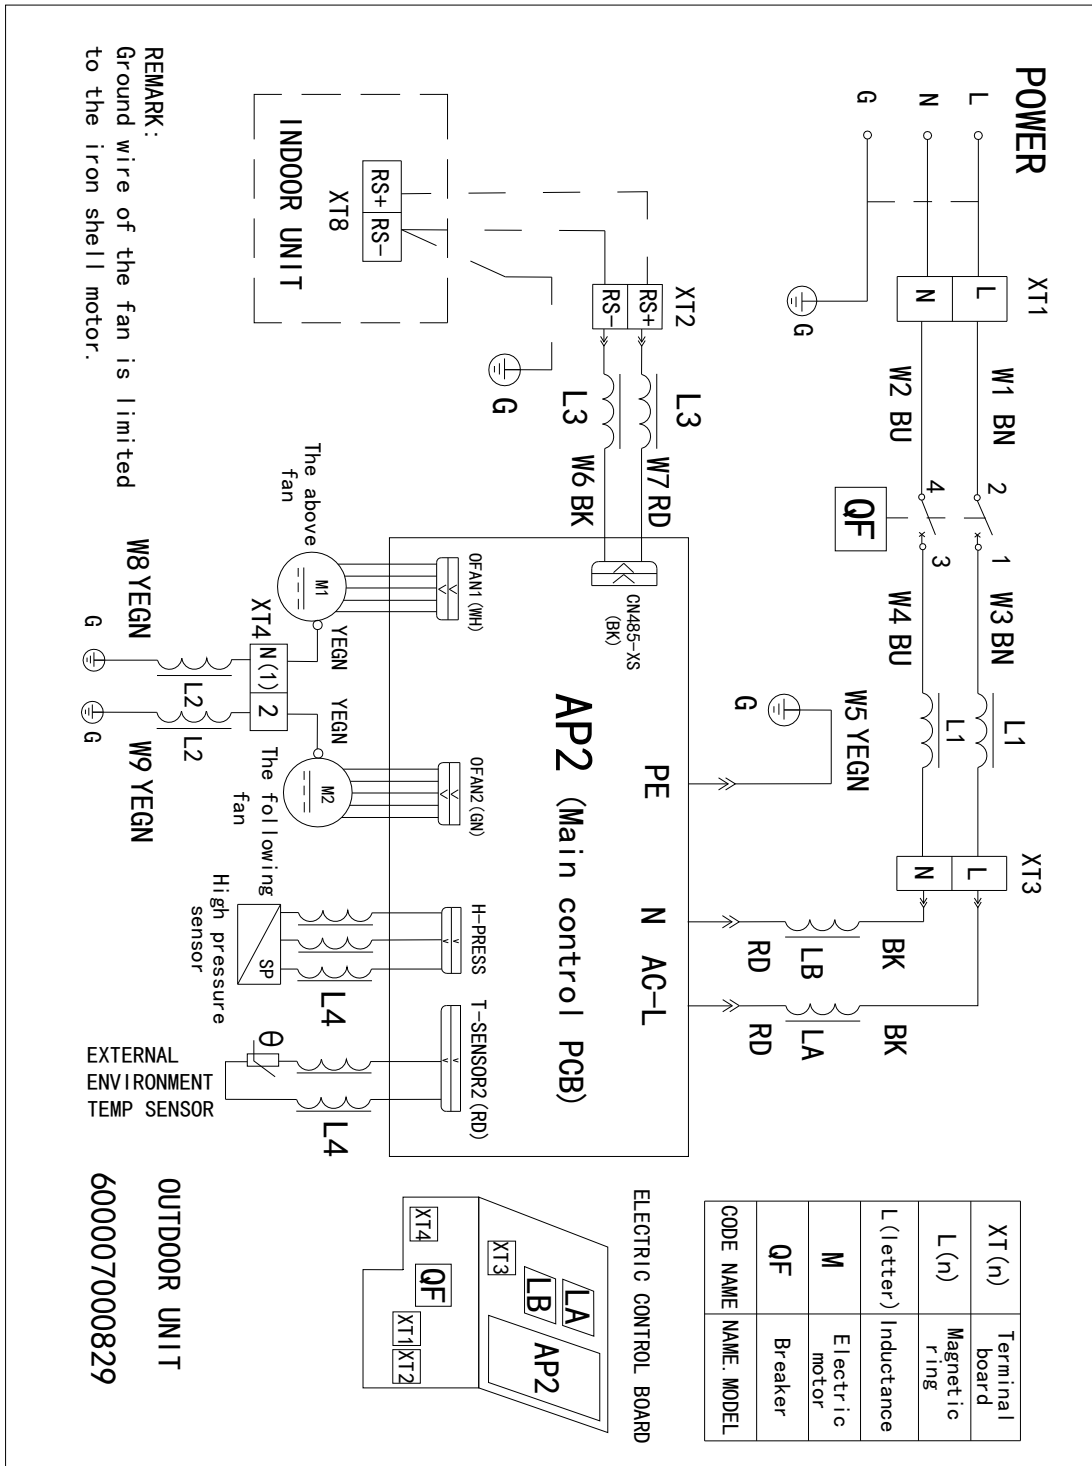 POWER
L
N
G
XT1
L
N
G
W1 BN
W2 BU
2
4
QF
1
3
W3 BN
W4 BU
L1
L1
XT3
L
N
BK
LB
RD
BK
LA
RD
W5 YEGN
G
PE
N
AC-L
AP2 (Main control PCB)
INDOOR UNIT
XT8
RS+
RS-
XT2
RS+
RS-
G
L3
L3
W7 RD
W6 BK
CN485-XS
(BK)
OFAN1(WH)
The above
fan
M1
YEGN
XT4
N(1)
2
W8 YEGN
G
L2
L2
G
W9 YEGN
YEGN
M2
OFAN2(GN)
The following
fan
H-PRESS
High pressure
sensor
SP
L4
T-SENSOR2(RD)
θ
L4
EXTERNAL
ENVIRONMENT
TEMP SENSOR
REMARK:
Ground wire of the fan is limited
to the iron shell motor.
ELECTRIC CONTROL BOARD
XT4
QF
XT1
XT2
XT3
LA
LB
AP2
XT(n)
Terminal
board
L(n)
Magnetic
ring
L(letter)
Inductance
M
Electric
motor
QF
Breaker
CODE NAME
NAME.MODEL
OUTDOOR UNIT
600007000829